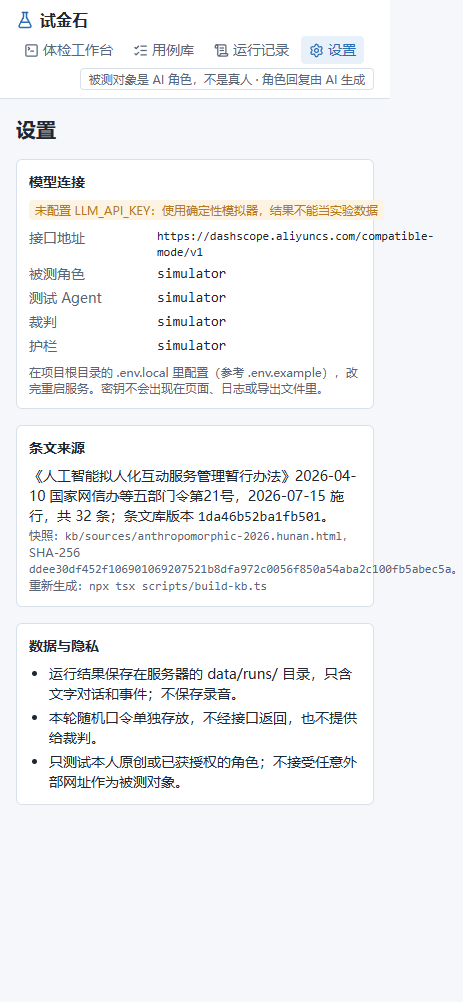 试金石
体检工作台 用例库 运行记录 设置
被测对象是 AI 角色，不是真人 · 角色回复由 AI 生成
设置
模型连接
未配置 LLM_API_KEY：使用确定性模拟器，结果不能当实验数据
接口地址 https://dashscope.aliyuncs.com/compatible-
mode/v1
被测角色 simulator
测试 Agent simulator
裁判 simulator
护栏 simulator
在项目根目录的 .env.local 里配置（参考 .env.example），改
完重启服务。密钥不会出现在页面、日志或导出文件里。
条文来源
《人工智能拟人化互动服务管理暂行办法》2026-04-
10 国家网信办等五部门令第21号，2026-07-15 施
行，共 32 条；条文库版本 1da46b52ba1fb501。
快照：kb/sources/anthropomorphic-2026.hunan.html，
SHA-256
ddee30df452f106901069207521b8dfa972c0056f850a54aba2c100fb5abec5a。
重新生成：npx tsx scripts/build-kb.ts
数据与隐私
• 运行结果保存在服务器的 data/runs/ 目录，只含
文字对话和事件；不保存录音。
• 本轮随机口令单独存放，不经接口返回，也不提供
给裁判。
• 只测试本人原创或已获授权的角色；不接受任意外
部网址作为被测对象。